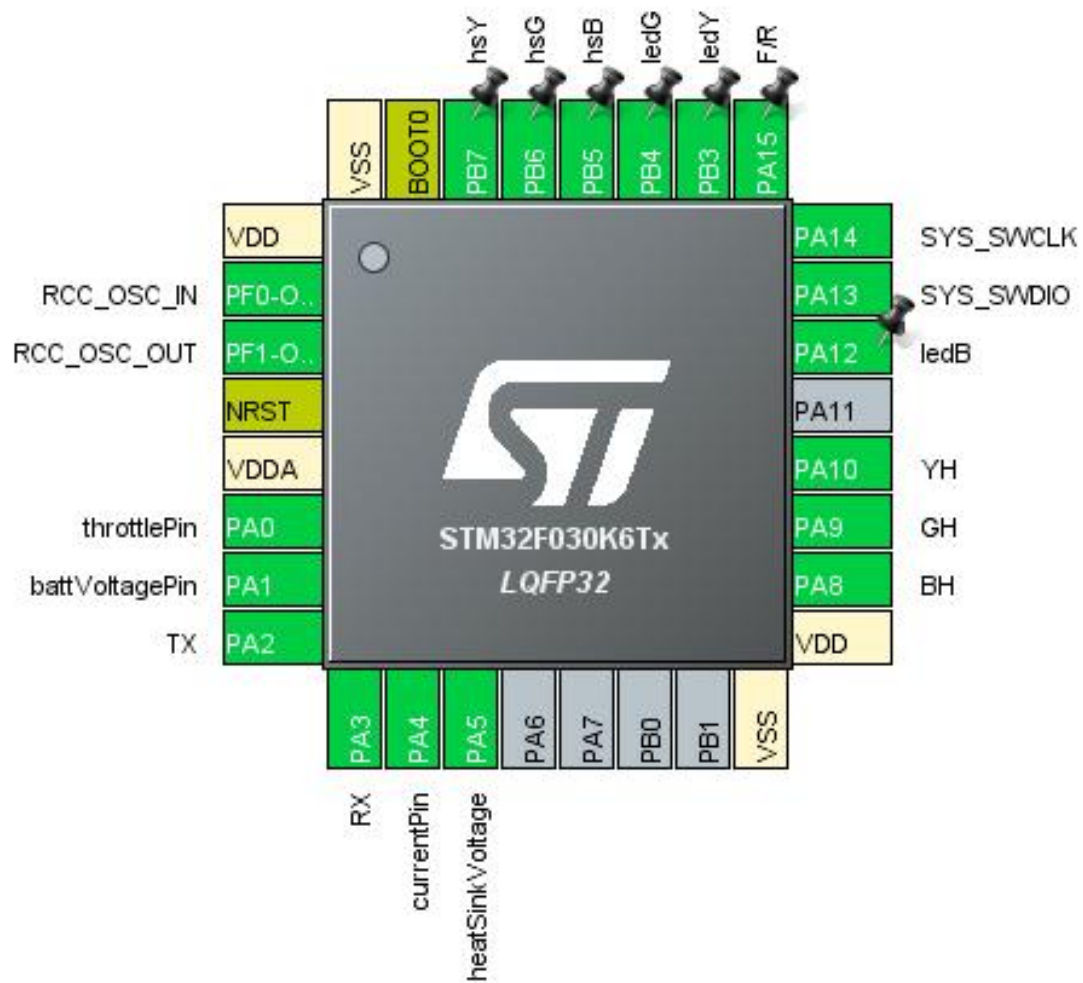 hsY
hsG
hsB
ledG
ledY
F/R
VSS
BOOT0
PB7
PB6
PB5
PB4
PB3
PA15
VDD
RCC_OSC_IN PF0-O..
RCC_OSC_OUT PF1-O..
NRST
VDDA
throttlePin PA0
battVoltagePin PA1
TX PA2
ST
STM32F030K6Tx
LQFP32
PA14 SYS_SWCLK
PA13 SYS_SWDIO
PA12 ledB
PA11
PA10 YH
PA9 GH
PA8 BH
VDD
PA3
PA4
PA5
PA6
PA7
PB0
PB1
VSS
RX
currentPin
heatSinkVoltage